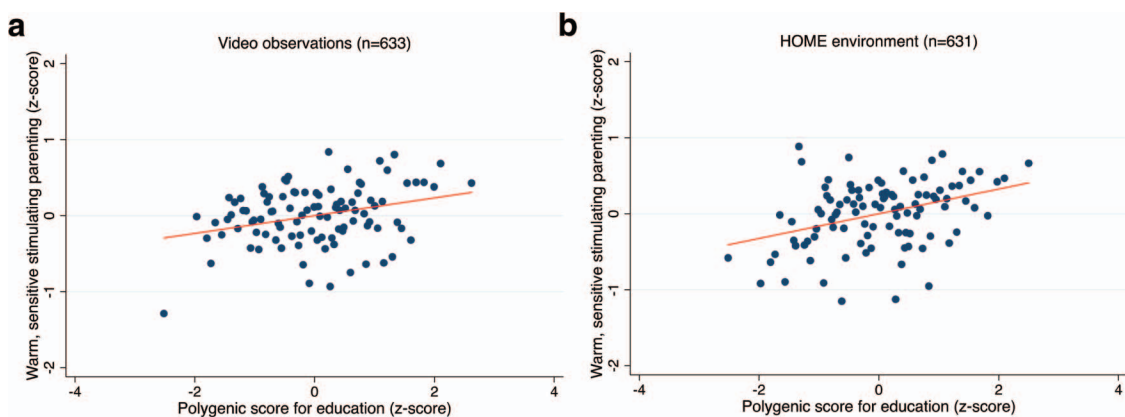 a
Video observations (n=633)
Warm, sensitive stimulating parenting (z-score)
2
1
0
-1
-2
-4
-2
0
2
4
Polygenic score for education (z-score)
b
HOME environment (n=631)
Warm, sensitive stimulating parenting (z-score)
2
1
0
-1
-2
-4
-2
0
2
4
Polygenic score for education (z-score)